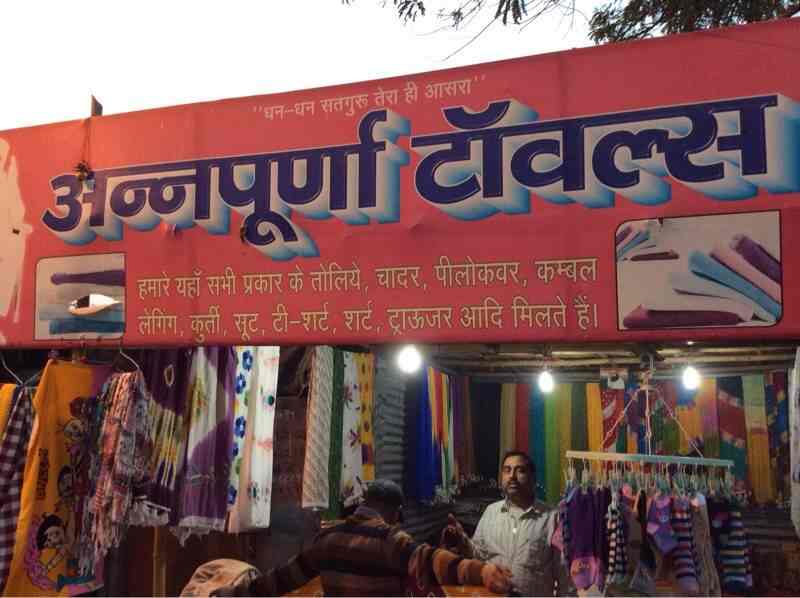 "धन-धन सतगुरू तेरा ही आसरा"
अन्नपूर्णा टॉवल्स
हमारे यहाँ सभी प्रकार के तोलिये, चादर, पीलोकवर, कम्बल
लेगिंग, कुर्ती, सूट, टी-शर्ट, शर्ट, ट्राऊजर आदि मिलते हैं।